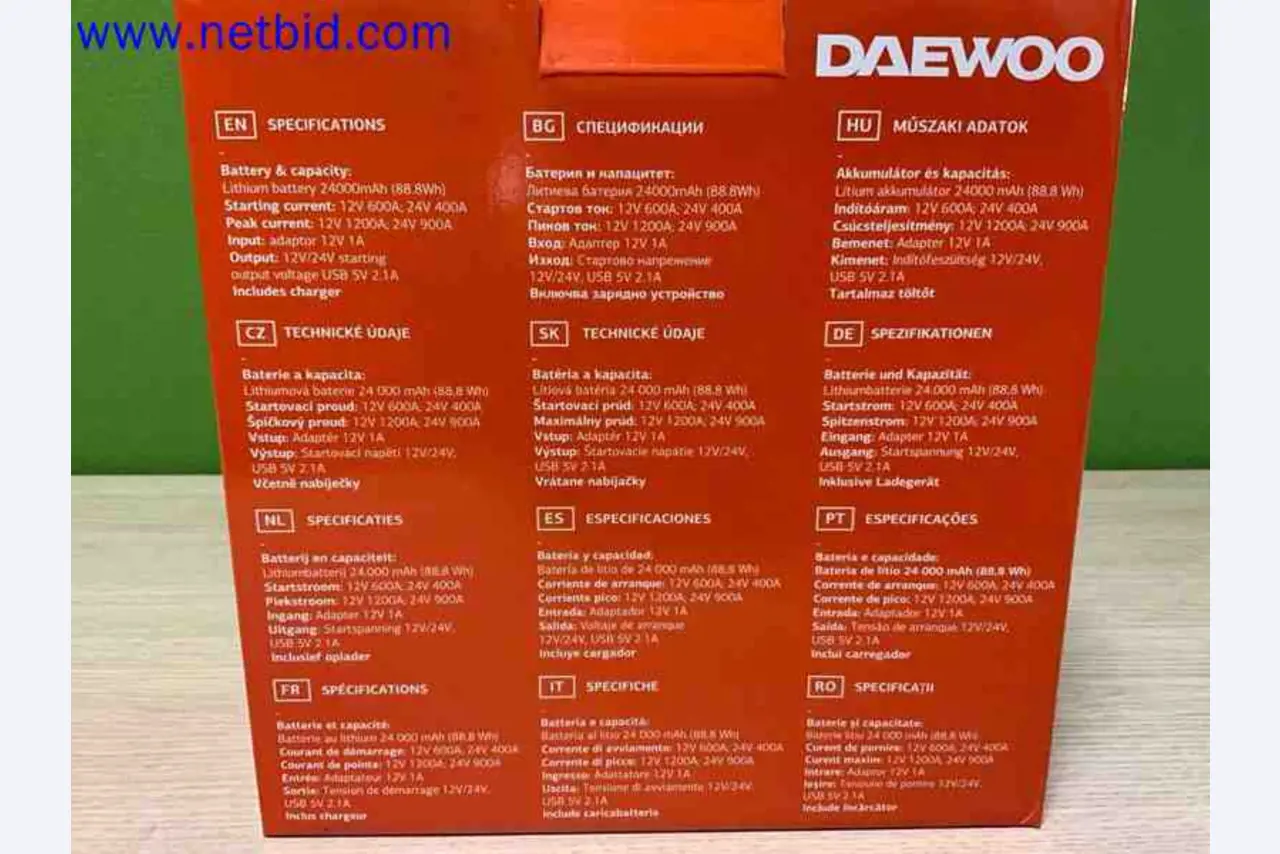 www.netbid.com
DAEWOO
EN SPECIFICATIONS
Battery & capacity:
Lithium battery 24000mAh (88.8Wh)
Starting current: 12V 600A; 24V 400A
Peak current: 12V 1200A; 24V 900A
Input: adaptor 12V 1A
Output: 12V/24V starting
output voltage USB 5V 2.1A
Includes charger
BG СПЕЦИФИКАЦИИ
Батерия и капацитет:
Литиева батерия 24000mAh (88.8Wh)
Стартов ток: 12V 600A; 24V 400A
Пиков ток: 12V 1200A; 24V 900A
Вход: Адаптер 12V 1A
Изход: Стартово напрежение
12V/24V, USB 5V 2.1A
Включва зарядно устройство
HU MŰSZAKI ADATOK
Akkumulátor és kapacitás:
Lítium akkumulátor 24000 mAh (88.8 Wh)
Indítóáram: 12V 600A; 24V 400A
Csúcsteljesítmény: 12V 1200A; 24V 900A
Bemenet: Adapter 12V 1A
Kimenet: Indítófeszültség 12V/24V,
USB 5V 2.1A
Tartalmaz töltőt
CZ TECHNICKÉ ÚDAJE
Baterie a kapacita:
Lithiumová baterie 24 000 mAh (88,8 Wh)
Startovací proud: 12V 600A; 24V 400A
Špičkový proud: 12V 1200A; 24V 900A
Vstup: Adaptér 12V 1A
Výstup: Startovací napětí 12V/24V,
USB 5V 2.1A
Včetně nabíječky
SK TECHNICKÉ ÚDAJE
Batéria a kapacita:
Lítiová batéria 24 000 mAh (88,8 Wh)
Štartovací prúd: 12V 600A; 24V 400A
Maximálny prúd: 12V 1200A; 24V 900A
Vstup: Adaptér 12V 1A
Výstup: Startovacie napätie 12V/24V,
USB 5V 2.1A
Vrátane nabíjačky
DE SPEZIFIKATIONEN
Batterie und Kapazität:
Lithiumbatterie 24.000 mAh (88,8 Wh)
Startstrom: 12V 600A; 24V 400A
Spitzenstrom: 12V 1200A; 24V 900A
Eingang: Adapter 12V 1A
Ausgang: Startspannung 12V/24V,
USB 5V 2.1A
Inklusive Ladegerät
NL SPECIFICATIES
Batterij en capaciteit:
Lithiumbatterij 24.000 mAh (88,8 Wh)
Startstroom: 12V 600A; 24V 400A
Piekstroom: 12V 1200A; 24V 900A
Ingang: Adapter 12V 1A
Uitgang: Startspanning 12V/24V,
USB 5V 2.1A
Inclusief oplader
ES ESPECIFICACIONES
Batería y capacidad:
Batería de litio de 24 000 mAh (88,8 Wh)
Corriente de arranque: 12V 600A; 24V 400A
Corriente pico: 12V 1200A; 24V 900A
Entrada: Adaptador 12V 1A
Salida: Voltaje de arranque
12V/24V, USB 5V 2.1A
Incluye cargador
PT ESPECIFICAÇÕES
Bateria e capacidade:
Bateria de lítio 24 000 mAh (88,8 Wh)
Corrente de arranque: 12V 600A; 24V 400A
Corrente de pico: 12V 1200A; 24V 900A
Entrada: Adaptador 12V 1A
Saída: Tensão de arranque 12V/24V,
USB 5V 2.1A
Inclui carregador
FR SPÉCIFICATIONS
Batterie et capacité:
Batterie au lithium 24 000 mAh (88,8 Wh)
Courant de démarrage: 12V 600A; 24V 400A
Courant de pointe: 12V 1200A; 24V 900A
Entrée: Adaptateur 12V 1A
Sortie: Tension de démarrage 12V/24V,
USB 5V 2.1A
Inclus chargeur
IT SPECIFICHE
Batteria e capacità:
Batteria al litio 24 000 mAh (88,8 Wh)
Corrente di avviamento: 12V 600A; 24V 400A
Corrente di picco: 12V 1200A; 24V 900A
Ingresso: Adattatore 12V 1A
Uscita: Tensione di avviamento 12V/24V,
USB 5V 2.1A
Include caricabatterie
RO SPECIFICAȚII
Baterie și capacitate:
Baterie litiu 24 000 mAh (88,8 Wh)
Curent de pornire: 12V 600A; 24V 400A
Curent maxim: 12V 1200A; 24V 900A
Intrare: Adaptor 12V 1A
Ieșire: Tensiune de pornire 12V/24V,
USB 5V 2.1A
Include încărcător